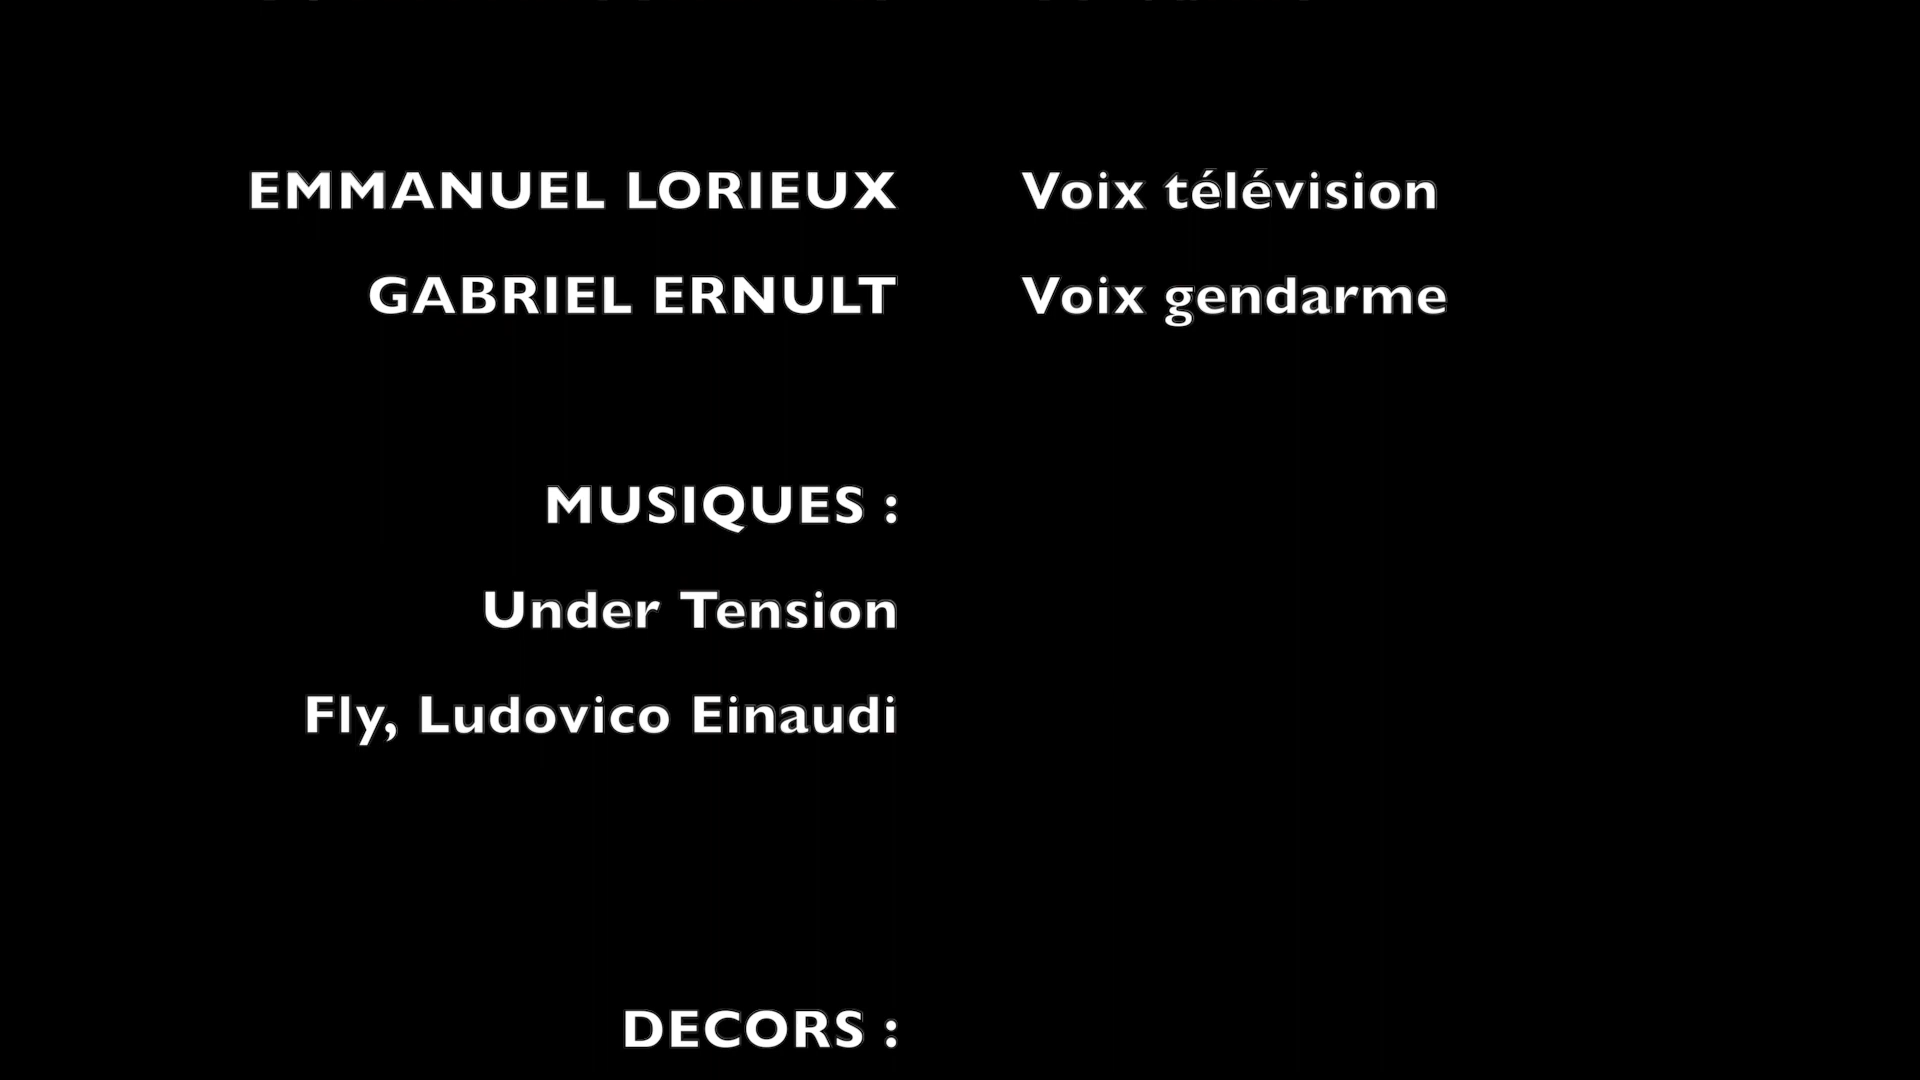 EMMANUEL LORIEUX Voix télévision
GABRIEL ERNULT Voix gendarme
MUSIQUES :
Under Tension
Fly, Ludovico Einaudi
DECORS :